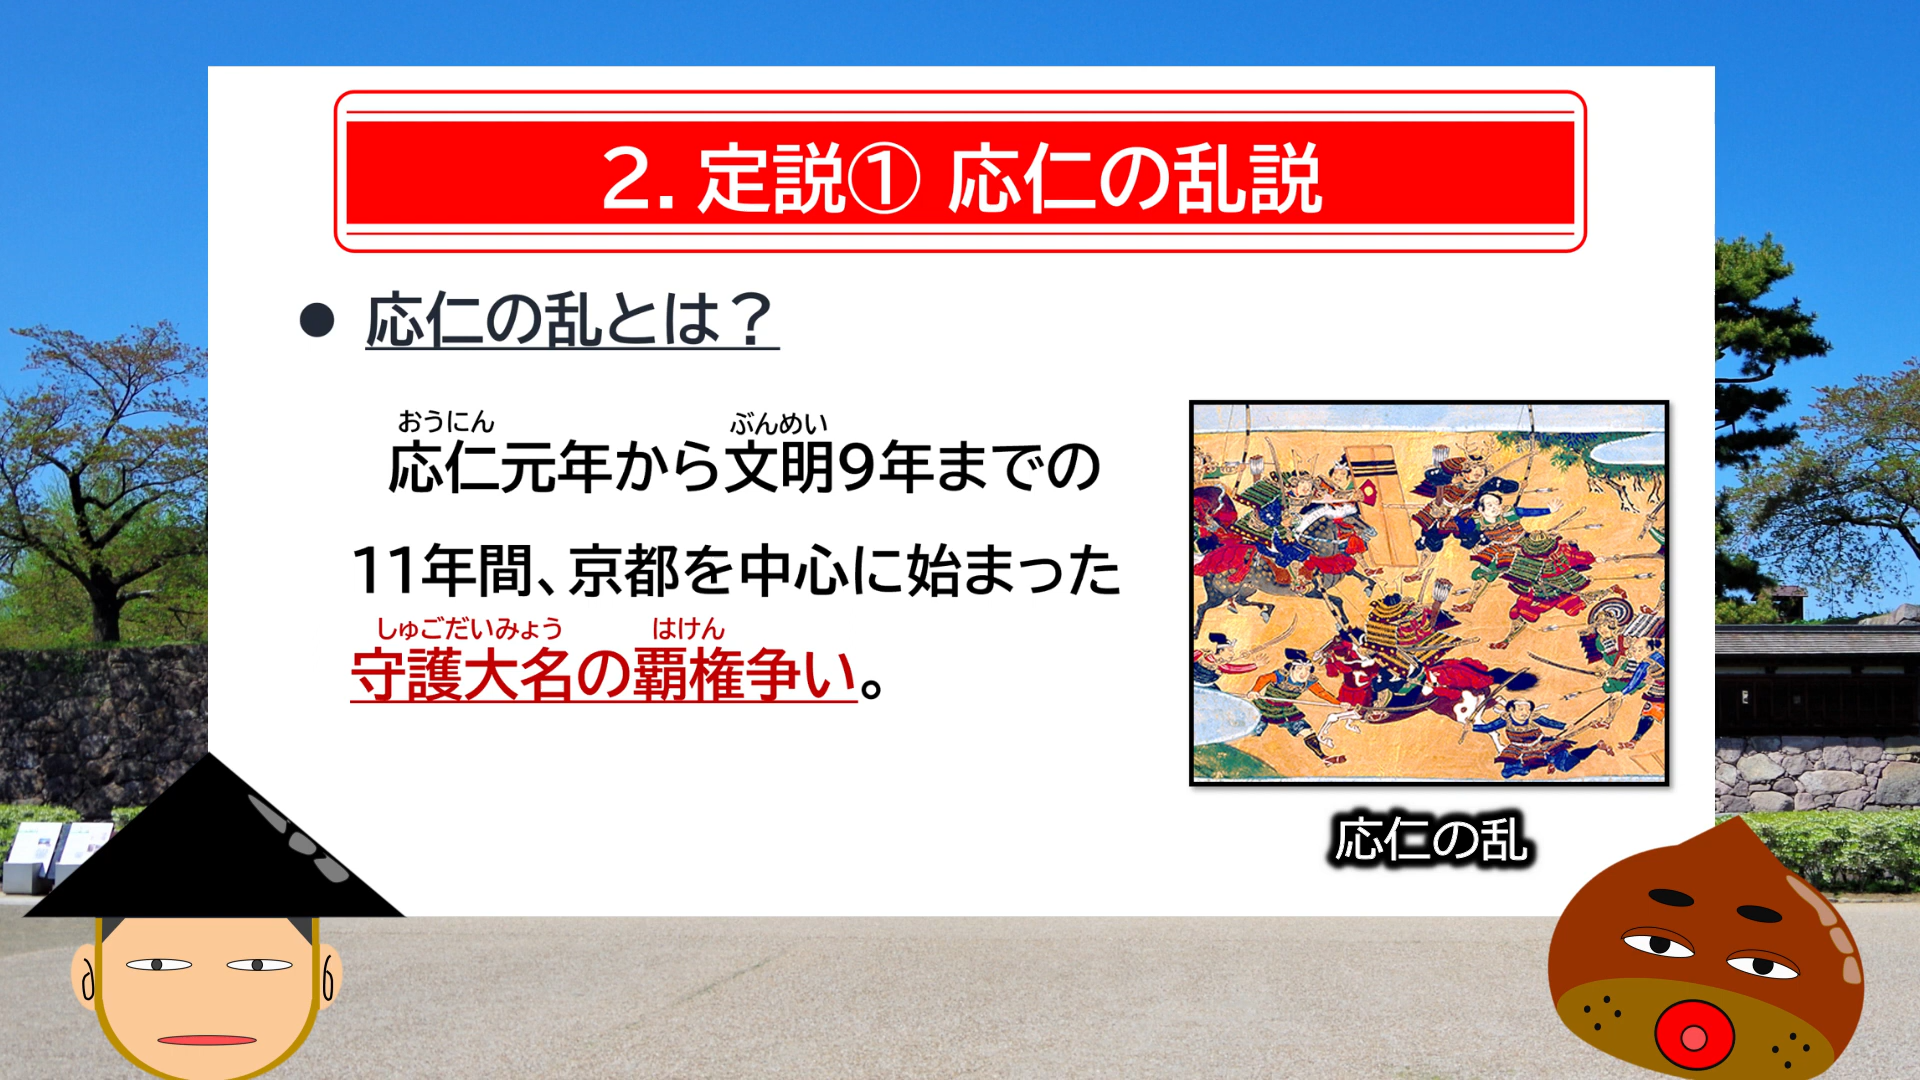 2. 定説① 応仁の乱説
● 応仁の乱とは？
おうにん ぶんめい
応仁元年から文明9年までの
11年間、京都を中心に始まった
しゅごだいみょう はけん
守護大名の覇権争い。
応仁の乱